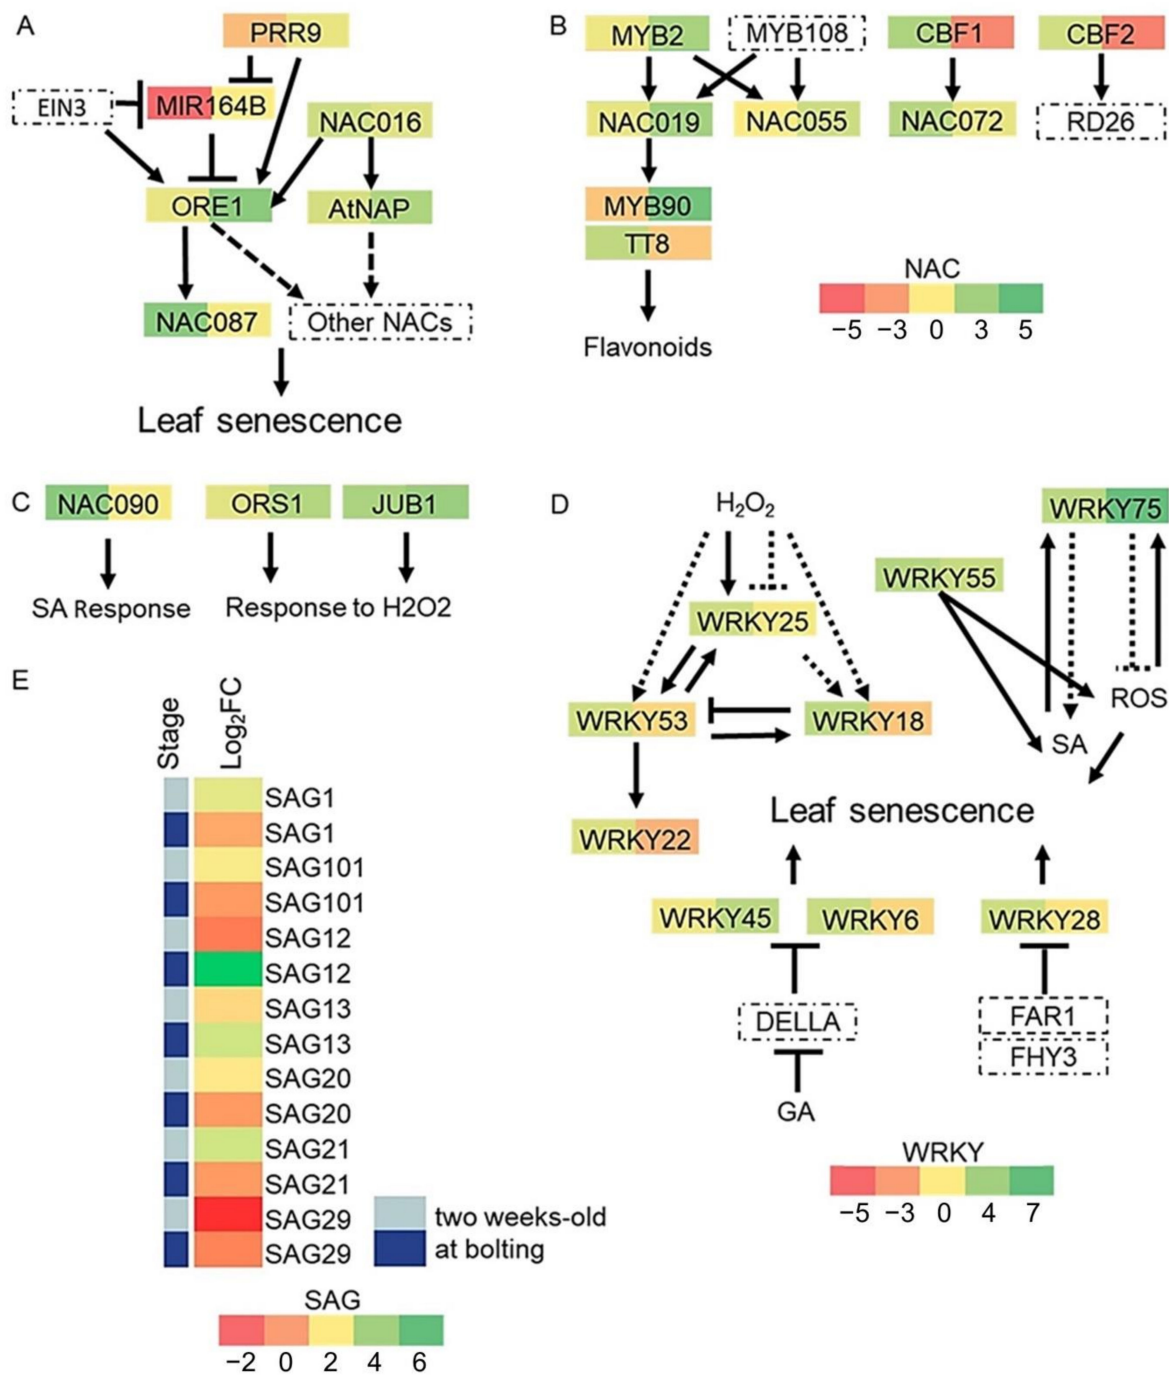 A
PRR9
EIN3
MIR164B
NAC016
ORE1
AtNAP
NAC087
Other NACs
Leaf senescence
B
MYB2
MYB108
CBF1
CBF2
NAC019
NAC055
NAC072
RD26
MYB90
TT8
Flavonoids
NAC
−5 −3 0 3 5
C
NAC090
ORS1
JUB1
SA Response
Response to H2O2
D
H₂O₂
WRKY75
WRKY55
WRKY25
ROS
WRKY53
WRKY18
SA
WRKY22
Leaf senescence
WRKY45
WRKY6
WRKY28
DELLA
FAR1
FHY3
GA
WRKY
−5 −3 0 4 7
E
Stage
Log₂FC
SAG1
SAG1
SAG101
SAG101
SAG12
SAG12
SAG13
SAG13
SAG20
SAG20
SAG21
SAG21
SAG29
SAG29
two weeks-old
at bolting
SAG
−2 0 2 4 6